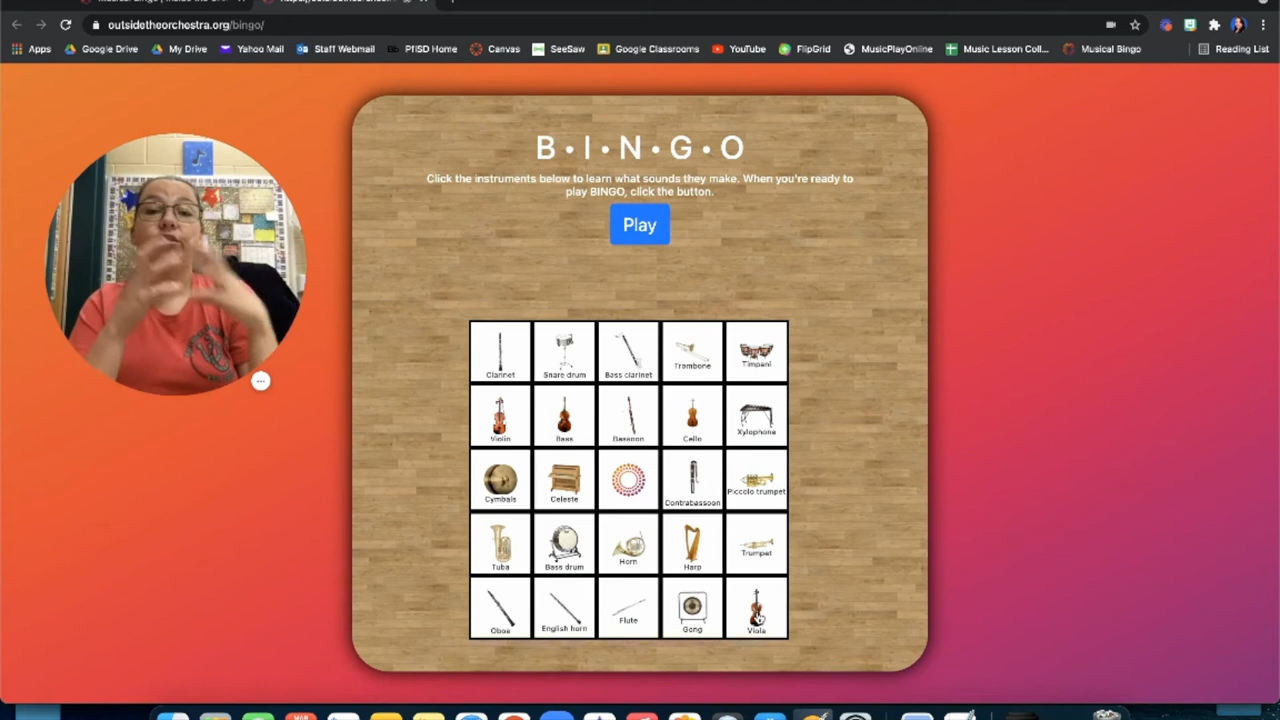 outsidetheorchestra.org/bingo/
Apps Google Drive My Drive Yahoo Mail Staff Webmail Bb PfISD Home Canvas SeeSaw Google Classrooms YouTube FlipGrid MusicPlayOnline Music Lesson Coll... Musical Bingo Reading List
B•I•N•G•O
Click the instruments below to learn what sounds they make. When you're ready to
play BINGO, click the button.
Play
Clarinet Snare drum Bass clarinet Trombone Timpani
Violin Bass Bassoon Cello Xylophone
Cymbals Celeste Contrabassoon Piccolo trumpet
Tuba Bass drum Horn Harp Trumpet
Oboe English horn Flute Gong Viola